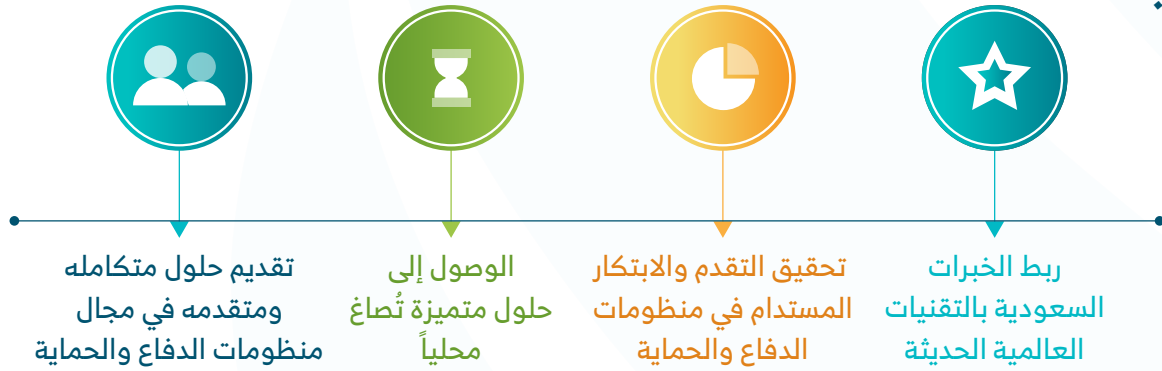 ربط الخبرات
السعودية بالتقنيات
العالمية الحديثة
تحقيق التقدم والابتكار
المستدام في منظومات
الدفاع والحماية
الوصول إلى
حلول متميزة تُصاغ
محلياً
تقديم حلول متكامله
ومتقدمه في مجال
منظومات الدفاع والحماية